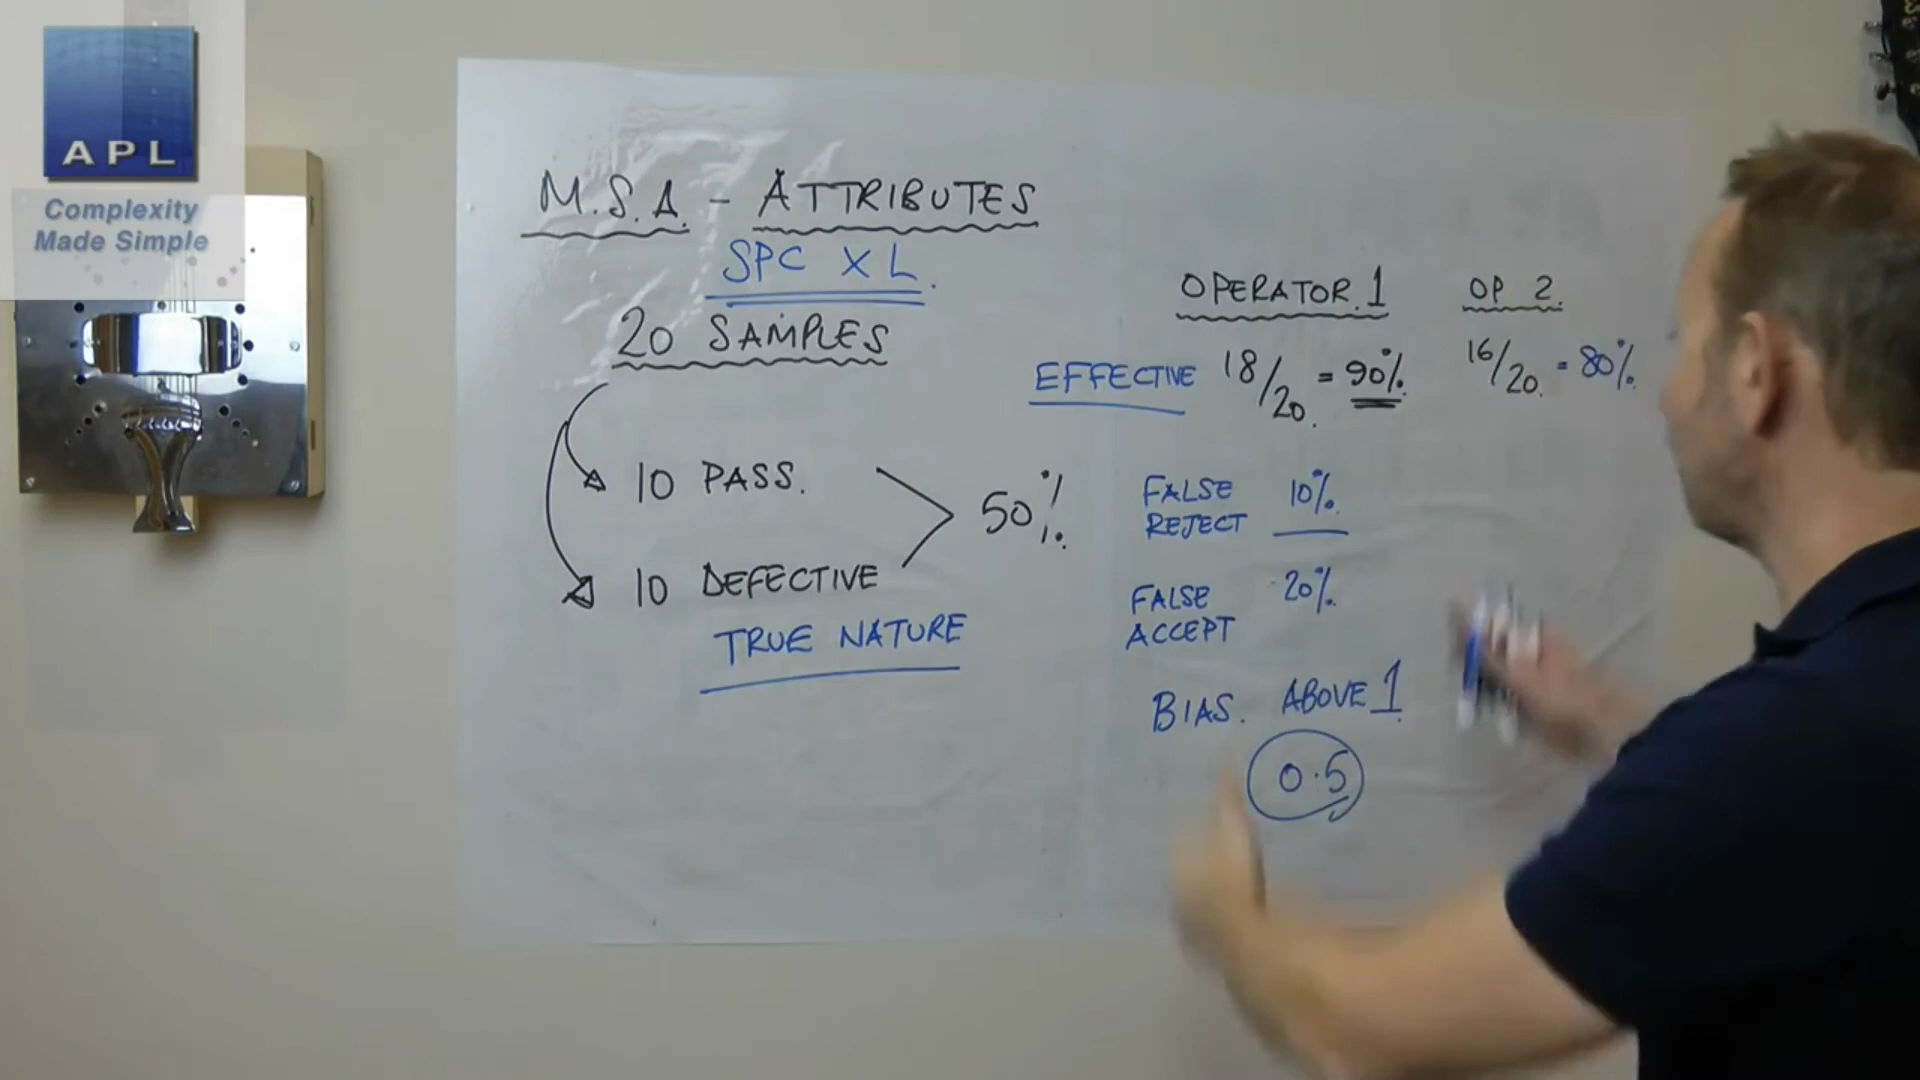 APL
Complexity
Made Simple
M.S.A. - ATTRIBUTES
SPC XL.
20 SAMPLES
10 PASS.
10 DEFECTIVE
50%.
TRUE NATURE
OPERATOR.1
OP 2.
EFFECTIVE 18/20. = 90%.
16/20. = 80%.
FALSE
REJECT
10%.
FALSE
ACCEPT
20%.
BIAS. ABOVE 1
0.5